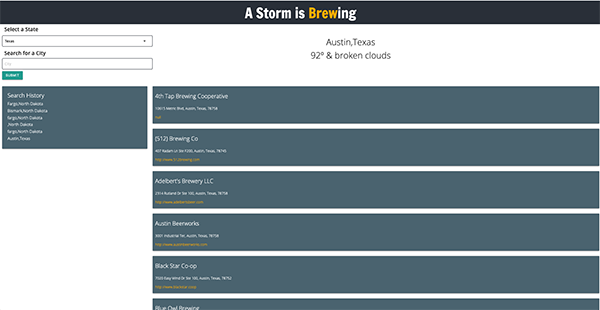 A Storm is Brewing
Select a State
Texas
Search for a City
City
SUBMIT
Austin,Texas
92º & broken clouds
Search History
Fargo,North Dakota
Bismark,North Dakota
fargo,North Dakota
,North Dakota
fargo,North Dakota
Austin,Texas
4th Tap Brewing Cooperative
10615 Metric Blvd, Austin, Texas, 78758
null
(512) Brewing Co
407 Radam Ln Ste F200, Austin, Texas, 78745
http://www.512brewing.com
Adelbert's Brewery LLC
2314 Rutland Dr Ste 100, Austin, Texas, 78758
http://www.adelbertsbeer.com
Austin Beerworks
3001 Industrial Ter, Austin, Texas, 78758
http://www.austinbeerworks.com
Black Star Co-op
7020 Easy Wind Dr Ste 100, Austin, Texas, 78752
http://www.blackstar.coop
Blue Owl Brewing